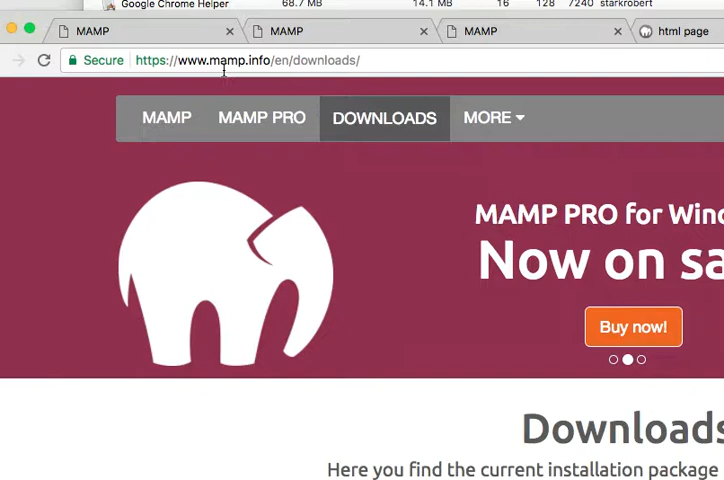 Google Chrome Helper 68.7 MB 14.1 MB 16 128 7240 starkrobert
MAMP MAMP MAMP html page
Secure https://www.mamp.info/en/downloads/
MAMP MAMP PRO DOWNLOADS MORE
MAMP PRO for Wind
Now on sa
Buy now!
Downloads
Here you find the current installation package